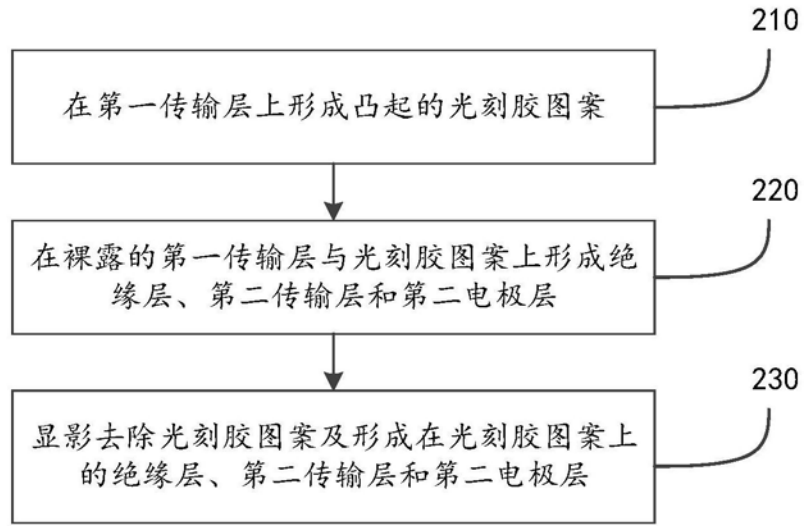 210
在第一传输层上形成凸起的光刻胶图案
220
在裸露的第一传输层与光刻胶图案上形成绝
缘层、第二传输层和第二电极层
230
显影去除光刻胶图案及形成在光刻胶图案上
的绝缘层、第二传输层和第二电极层